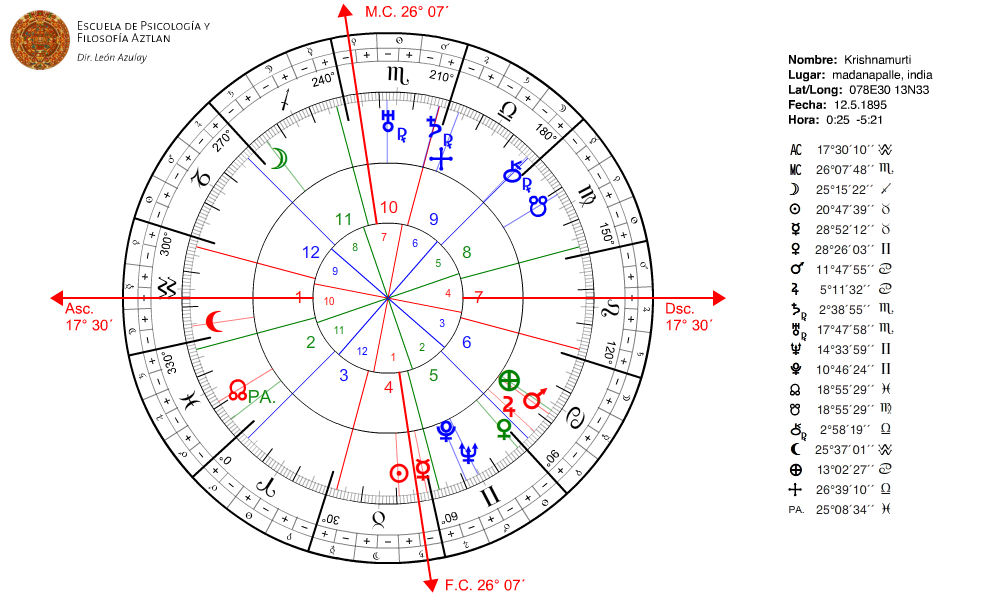 ESCUELA DE PSICOLOGÍA Y
FILOSOFÍA AZTLAN
Dir. León Azulay
M.C. 26° 07´
240°
210°
270°
180°
300°
150°
330°
120°
0°
90°
30°
60°
Asc.
17° 30´
Dsc.
17° 30´
F.C. 26° 07´
11
10
9
12
8
1
7
2
6
3
4
5
8
7
6
9
5
10
4
11
3
12
1
2
PA.
Nombre: Krishnamurti
Lugar: madanapalle, india
Lat/Long: 078E30 13N33
Fecha: 12.5.1895
Hora: 0:25 -5:21
AC 17°30´10´´ ♒
MC 26°07´48´´ ♏
☽ 25°15´22´´ ♐
☉ 20°47´39´´ ♉
☿ 28°52´12´´ ♉
♀ 28°26´03´´ ♊
♂ 11°47´55´´ ♋
♃ 5°11´32´´ ♋
♄℞ 2°38´55´´ ♏
♅℞ 17°47´58´´ ♏
♆ 14°33´59´´ ♊
♇ 10°46´24´´ ♊
☊ 18°55´29´´ ♓
☋ 18°55´29´´ ♍
⚷℞ 2°58´19´´ ♎
⚸ 25°37´01´´ ♒
⊕ 13°02´27´´ ♋
26°39´10´´ ♎
PA. 25°08´34´´ ♓